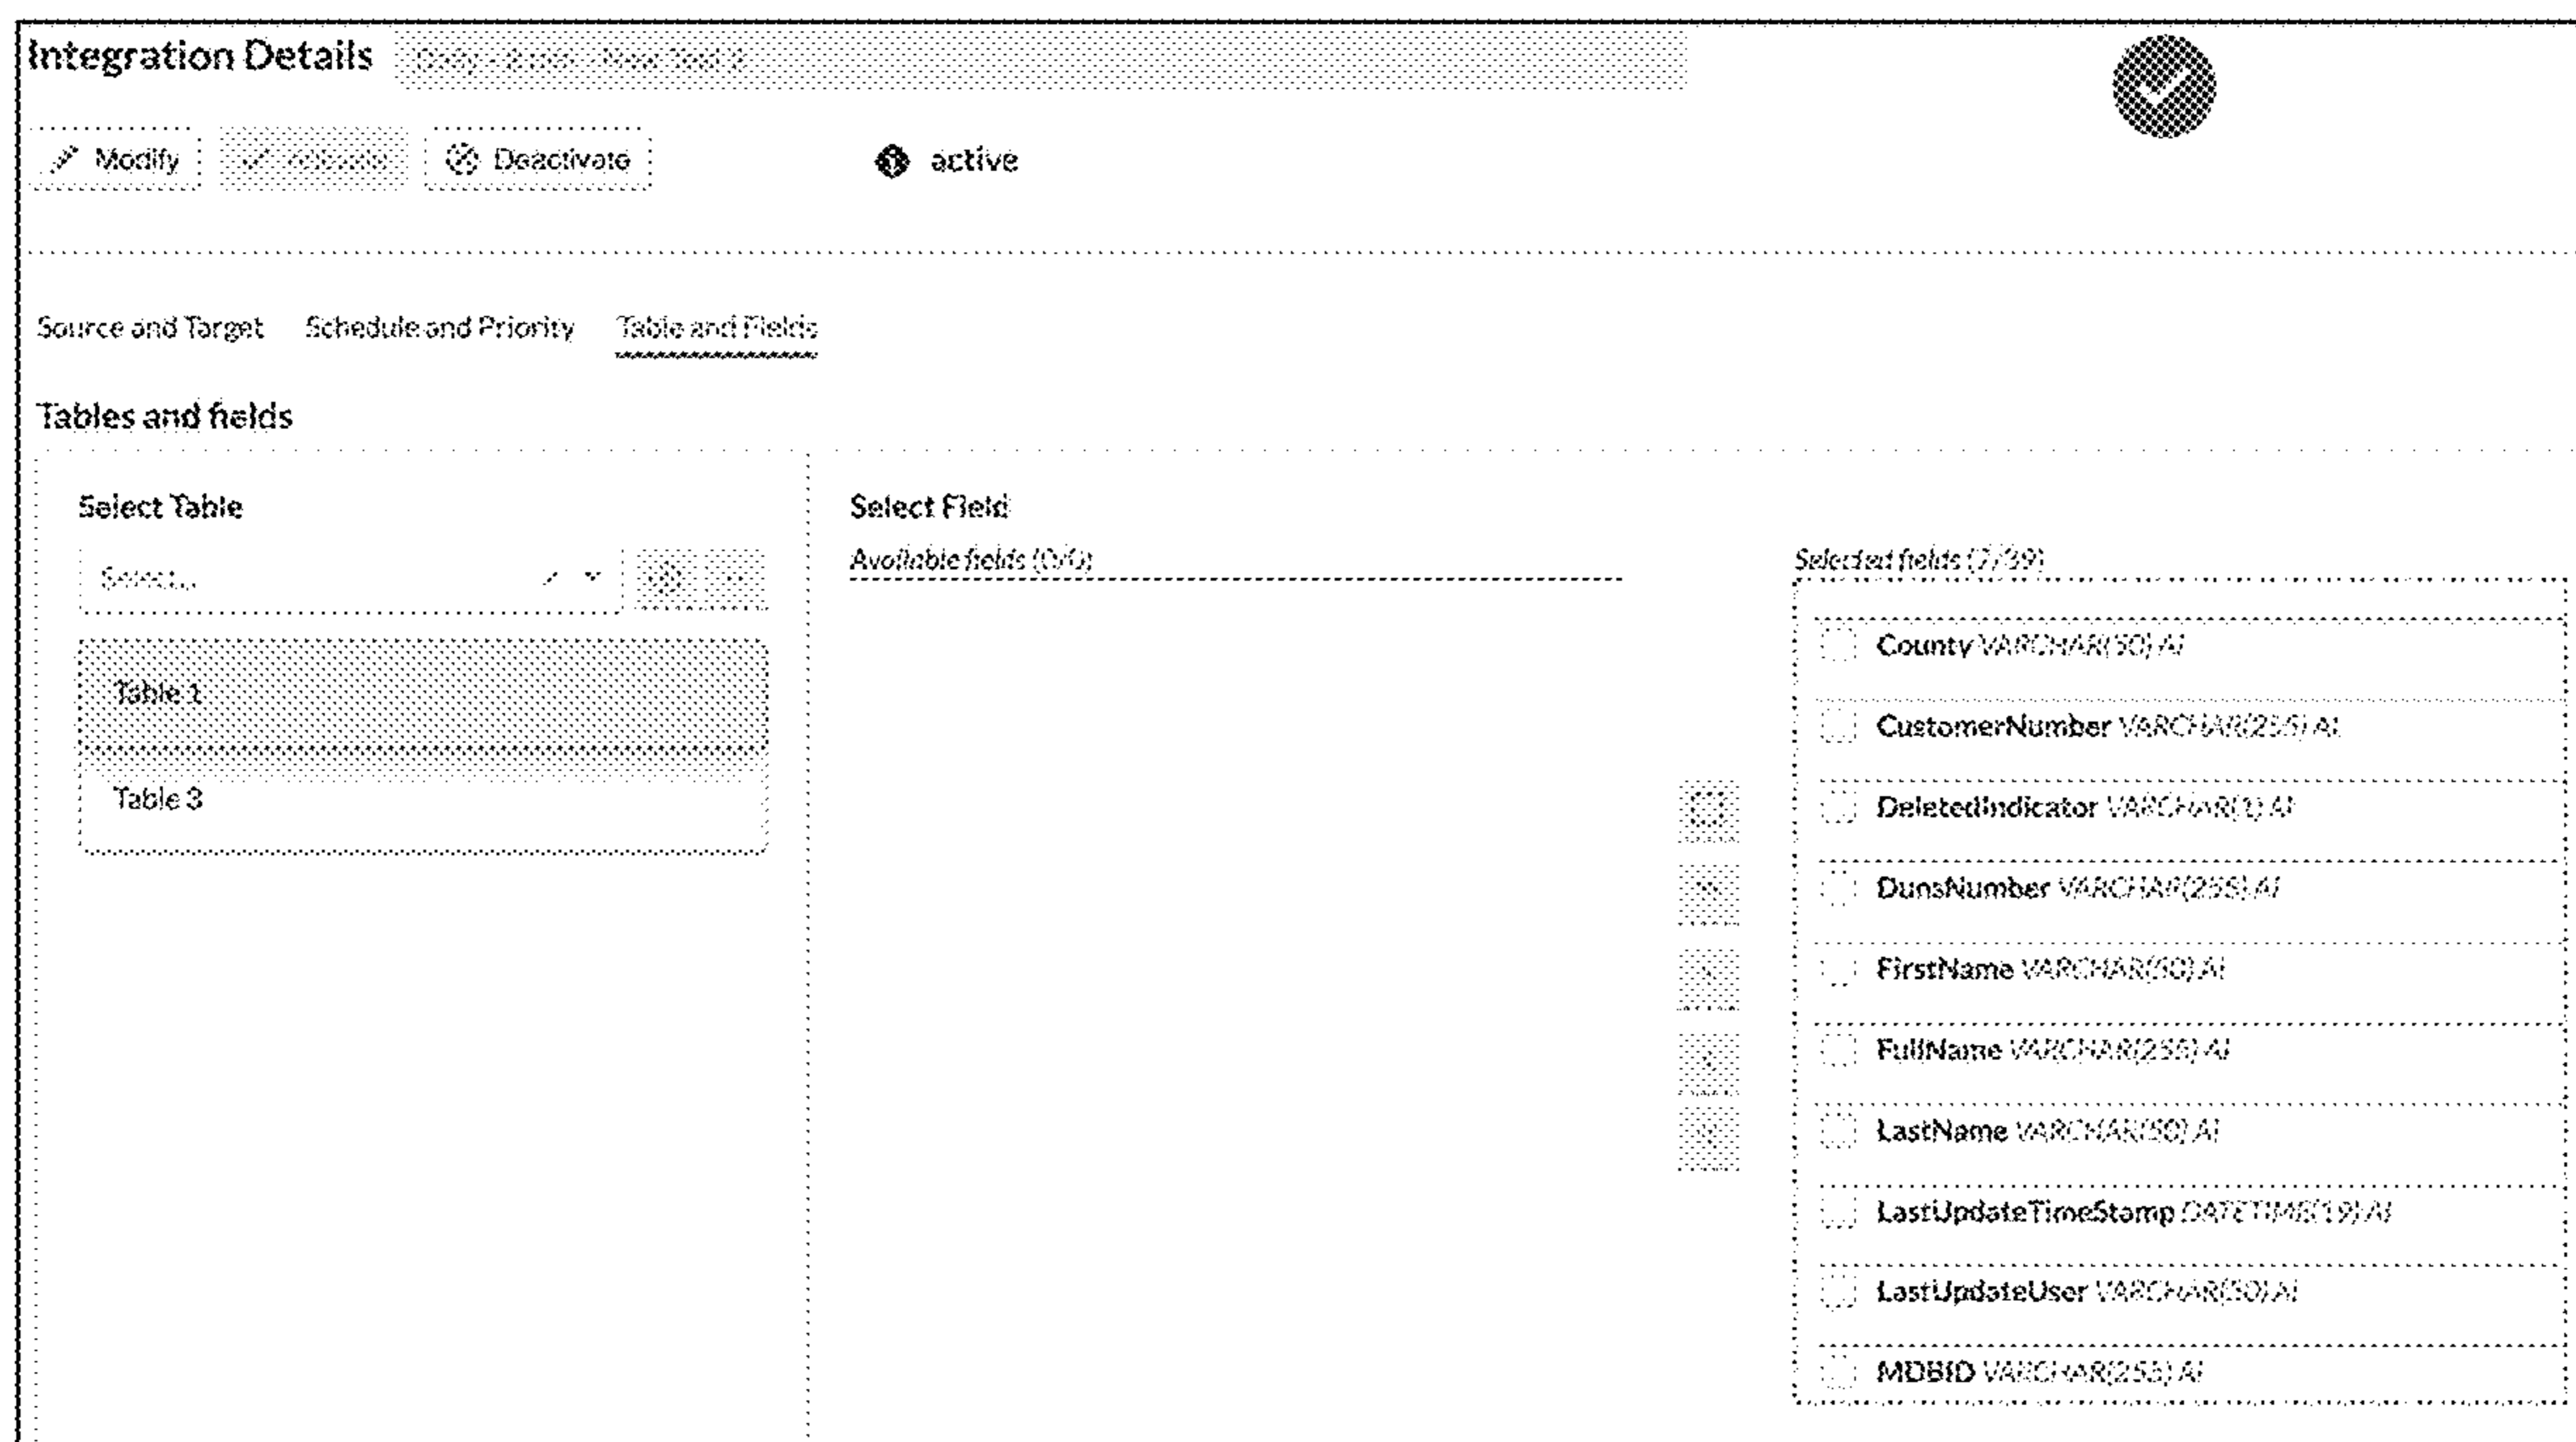 Integration Details
Modify Deactivate active
Source and Target Schedule and Priority Table and Fields
Tables and fields
Select Table
Select...
Table 1
Table 3
Select Field
Available fields (0/0)
Selected fields (7/39)
County VARCHAR(50) AI
CustomerNumber VARCHAR(255) AI
DeletedIndicator VARCHAR(1) AI
DunsNumber VARCHAR(255) AI
FirstName VARCHAR(50) AI
FullName VARCHAR(255) AI
LastName VARCHAR(50) AI
LastUpdateTimeStamp DATETIME(19) AI
LastUpdateUser VARCHAR(50) AI
MDBID VARCHAR(255) AI